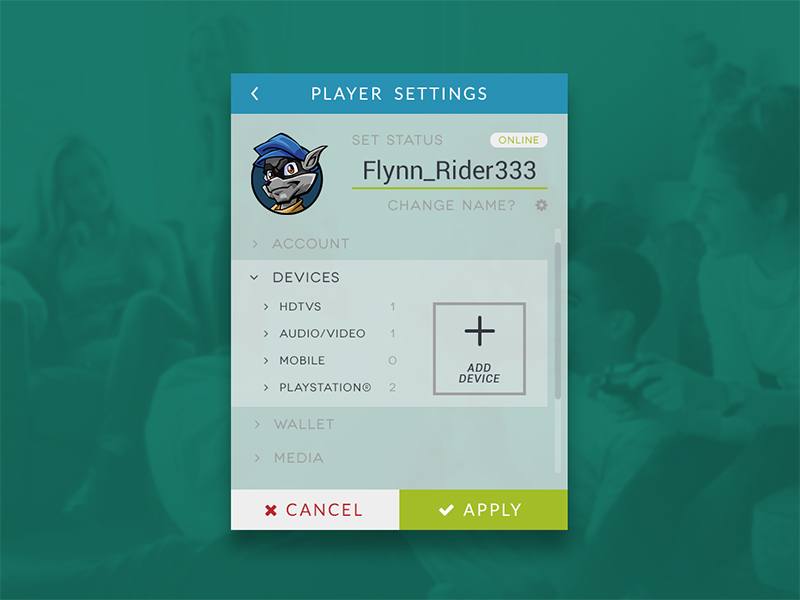 PLAYER SETTINGS
SET STATUS ONLINE
Flynn_Rider333
CHANGE NAME?
ACCOUNT
DEVICES
HDTVS 1
AUDIO/VIDEO 1
MOBILE 0
PLAYSTATION® 2
ADD
DEVICE
WALLET
MEDIA
CANCEL
APPLY